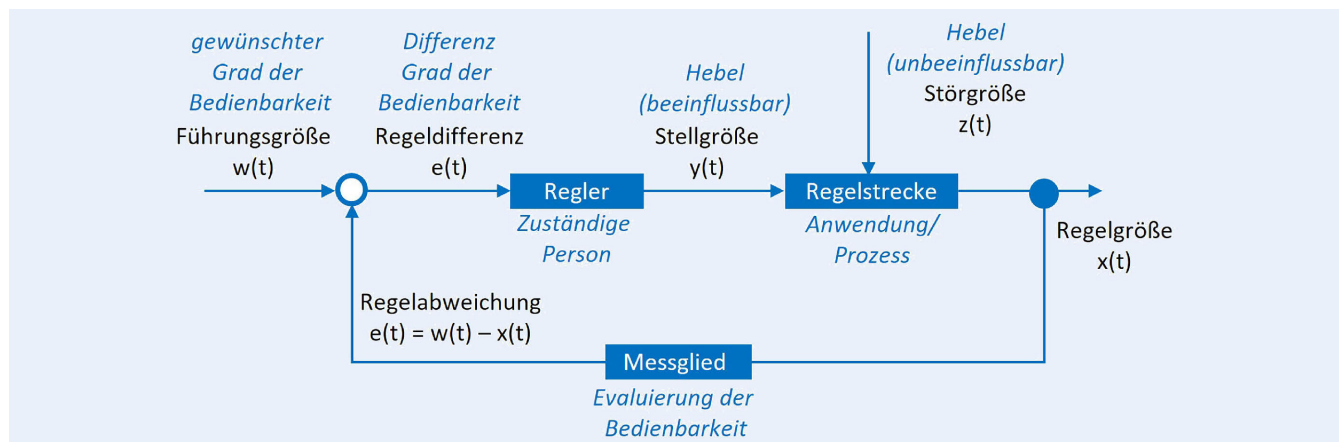 gewünschter
Grad der
Bedienbarkeit
Führungsgröße
w(t)
Differenz
Grad der
Bedienbarkeit
Regeldifferenz
e(t)
Regler
Zuständige
Person
Hebel
(beeinflussbar)
Stellgröße
y(t)
Hebel
(unbeeinflussbar)
Störgröße
z(t)
Regelstrecke
Anwendung/
Prozess
Regelgröße
x(t)
Regelabweichung
e(t) = w(t) – x(t)
Messglied
Evaluierung der
Bedienbarkeit